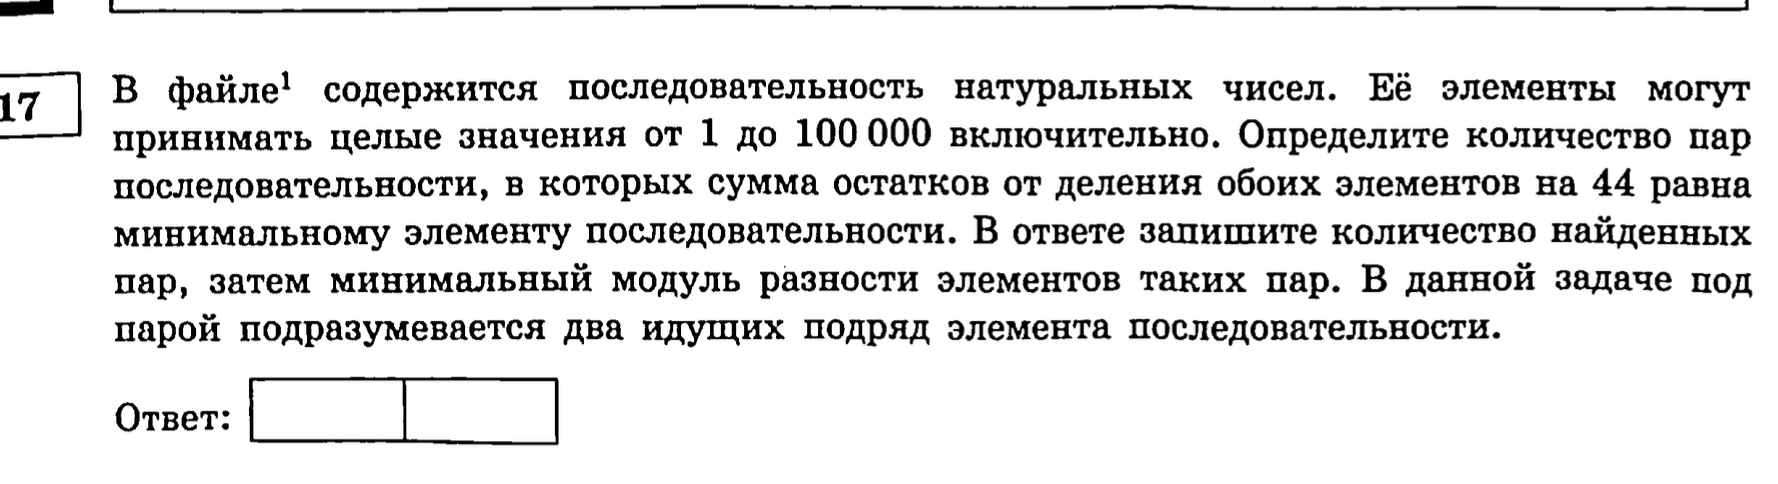 17
В файле¹ содержится последовательность натуральных чисел. Её элементы могут
принимать целые значения от 1 до 100 000 включительно. Определите количество пар
последовательности, в которых сумма остатков от деления обоих элементов на 44 равна
минимальному элементу последовательности. В ответе запишите количество найденных
пар, затем минимальный модуль разности элементов таких пар. В данной задаче под
парой подразумевается два идущих подряд элемента последовательности.
Ответ: